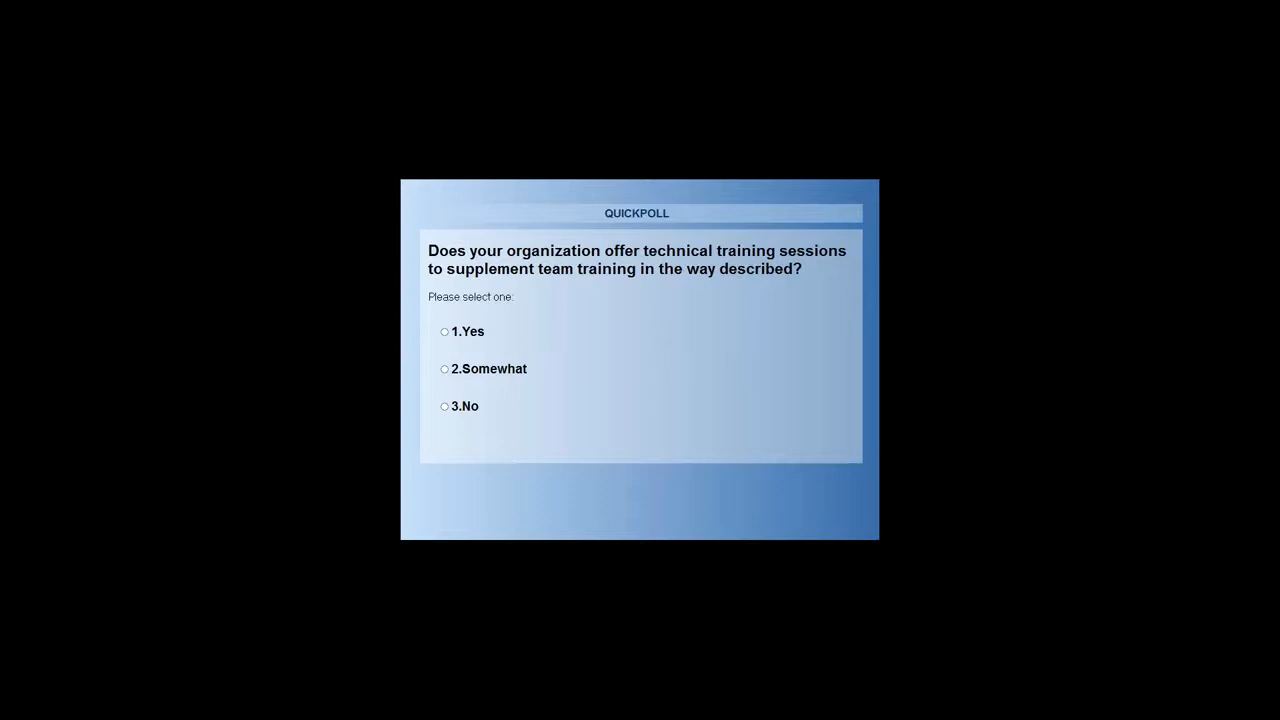 QUICKPOLL
Does your organization offer technical training sessions
to supplement team training in the way described?
Please select one:
1.Yes
2.Somewhat
3.No